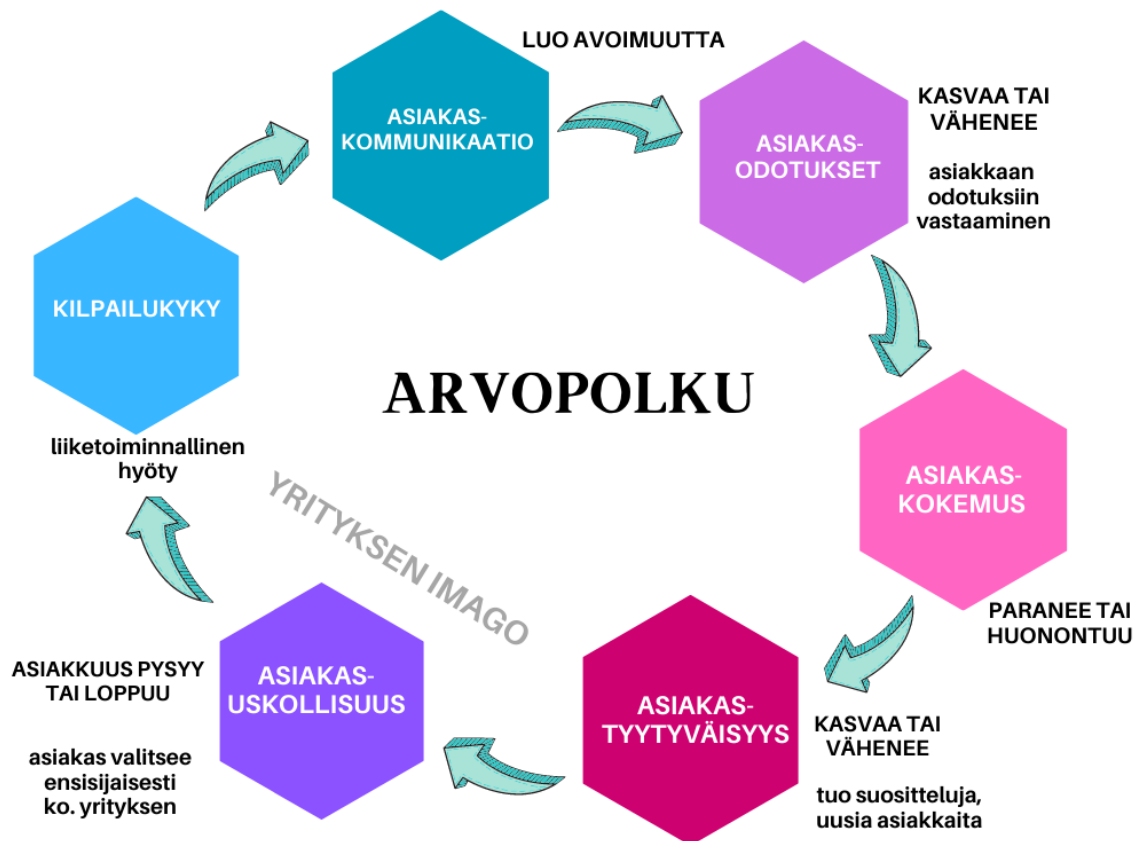 LUO AVOIMUUTTA
ASIAKAS-
KOMMUNIKAATIO
ASIAKAS-
ODOTUKSET
KASVAA TAI
VÄHENEE
asiakkaan
odotuksiin
vastaaminen
ASIAKAS-
KOKEMUS
PARANEE TAI
HUONONTUU
ASIAKAS-
TYYTYVÄISYYS
KASVAA TAI
VÄHENEE
tuo suositteluja,
uusia asiakkaita
ASIAKAS-
USKOLLISUUS
ASIAKKUUS PYSYY
TAI LOPPUU
asiakas valitsee
ensisijaisesti
ko. yrityksen
KILPAILUKYKY
liiketoiminnallinen
hyöty
ARVOPOLKU
YRITYKSEN IMAGO